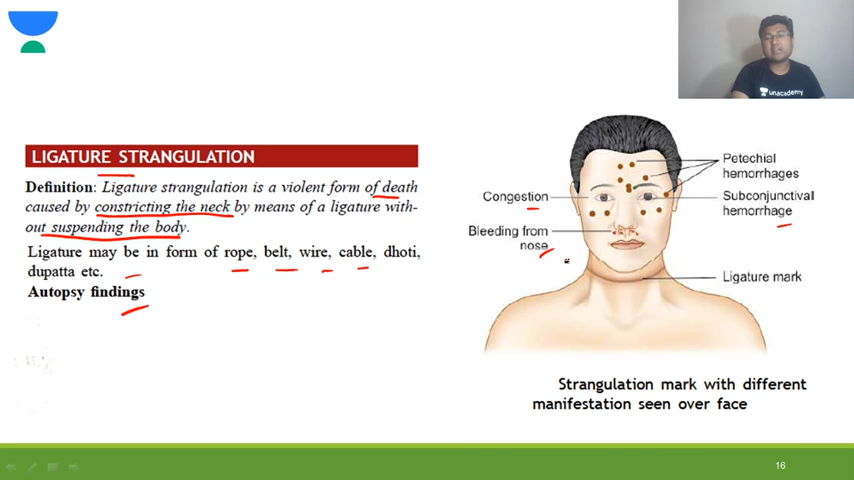 LIGATURE STRANGULATION
Definition: Ligature strangulation is a violent form of death
caused by constricting the neck by means of a ligature with-
out suspending the body.
Ligature may be in form of rope, belt, wire, cable, dhoti,
dupatta etc.
Autopsy findings
unacademy
Petechial
hemorrhages
Congestion
Subconjunctivall
hemorrhage
Bleeding from
nose
Ligature mark
Strangulation mark with different
manifestation seen over face
16